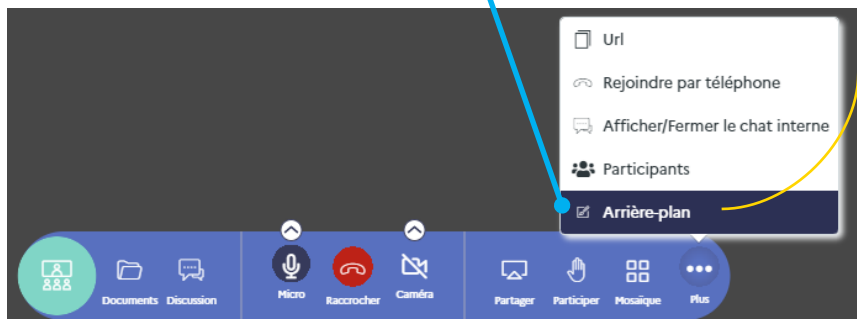 Url
Rejoindre par téléphone
Afficher/Fermer le chat interne
Participants
Arrière-plan
Documents Discussion Micro Raccrocher Caméra Partager Participer Mosaïque Plus